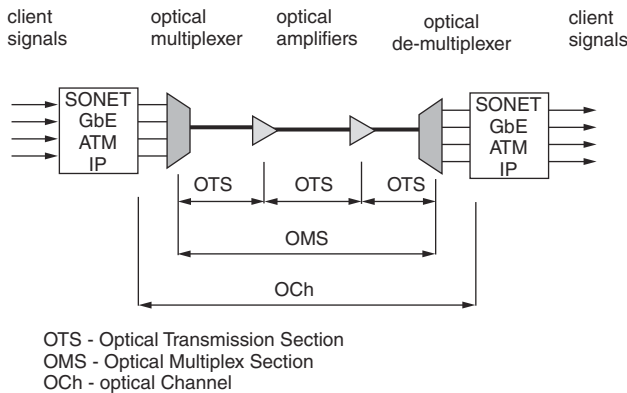 client signals
optical multiplexer
optical amplifiers
optical de-multiplexer
client signals
SONET
GbE
ATM
IP
SONET
GbE
ATM
IP
OTS
OTS
OTS
OMS
OCh
OTS - Optical Transmission Section
OMS - Optical Multiplex Section
OCh - optical Channel